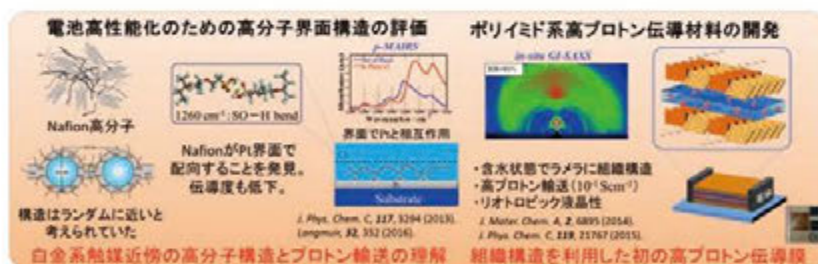 電池高性能化のための高分子界面構造の評価
Nafion高分子
構造はランダムに近いと
考えられていた
1260 cm⁻¹: SO－H bend
NafionがPt界面で
配向することを発見。
伝導度も低下。
p-MAIRS
界面でPtと相互作用
Substrate
J. Phys. Chem. C, 117, 3294 (2013).
Langmuir, 32, 352 (2016).
白金系触媒近傍の高分子構造とプロトン輸送の理解
ポリイミド系高プロトン伝導材料の開発
in-situ GI-SAXS
・含水状態でラメラに組織構造
・高プロトン輸送（10⁻¹ Scm⁻¹）
・リオトロピック液晶性
J. Mater. Chem. A, 2, 6895 (2014).
J. Phys. Chem. C, 119, 21767 (2015).
組織構造を利用した初の高プロトン伝導膜